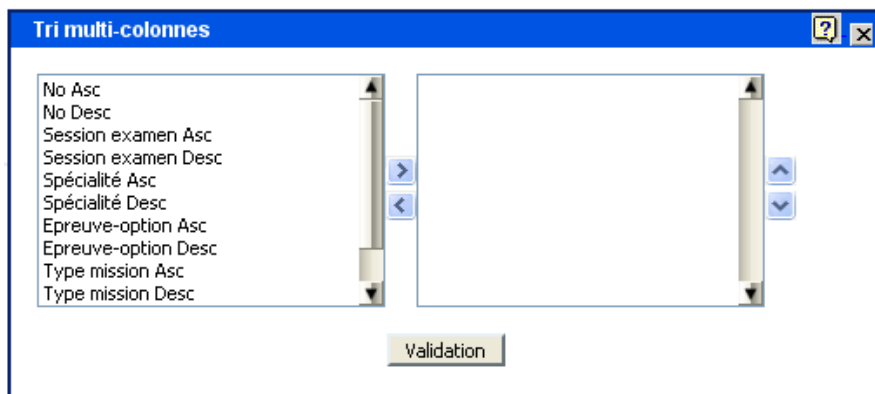 Tri multi-colonnes
No Asc
No Desc
Session examen Asc
Session examen Desc
Spécialité Asc
Spécialité Desc
Epreuve-option Asc
Epreuve-option Desc
Type mission Asc
Type mission Desc
Validation